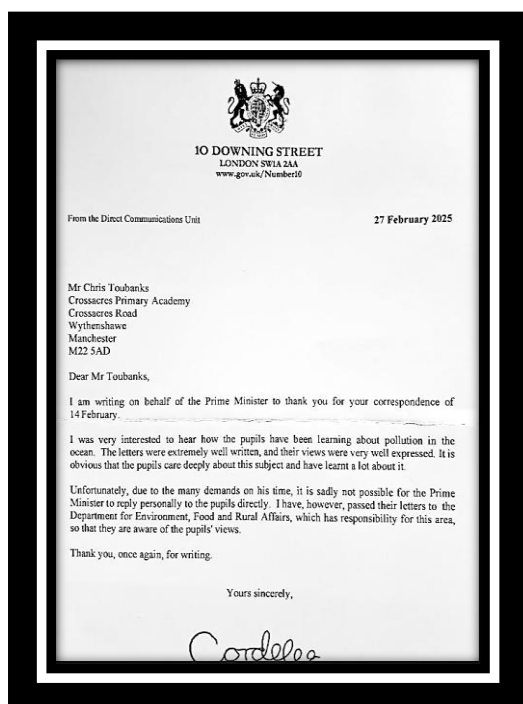 10 DOWNING STREET
LONDON SW1A 2AA
www.gov.uk/Number10
From the Direct Communications Unit
27 February 2025
Mr Chris Toubanks
Crossacres Primary Academy
Crossacres Road
Wythenshawe
Manchester
M22 5AD
Dear Mr Toubanks,
I am writing on behalf of the Prime Minister to thank you for your correspondence of
14 February.
I was very interested to hear how the pupils have been learning about pollution in the
ocean. The letters were extremely well written, and their views were very well expressed. It is
obvious that the pupils care deeply about this subject and have learnt a lot about it.
Unfortunately, due to the many demands on his time, it is sadly not possible for the Prime
Minister to reply personally to the pupils directly. I have, however, passed their letters to the
Department for Environment, Food and Rural Affairs, which has responsibility for this area,
so that they are aware of the pupils' views.
Thank you, once again, for writing.
Yours sincerely,